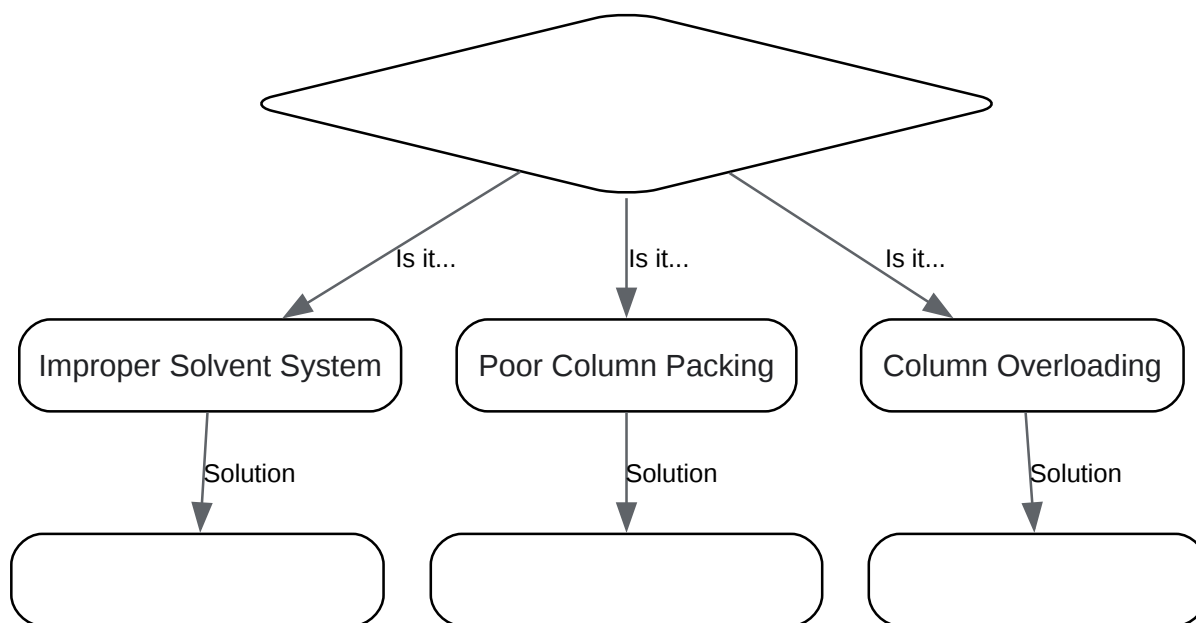 Is it...
Is it...
Is it...
Improper Solvent System
Poor Column Packing
Column Overloading
Solution
Solution
Solution